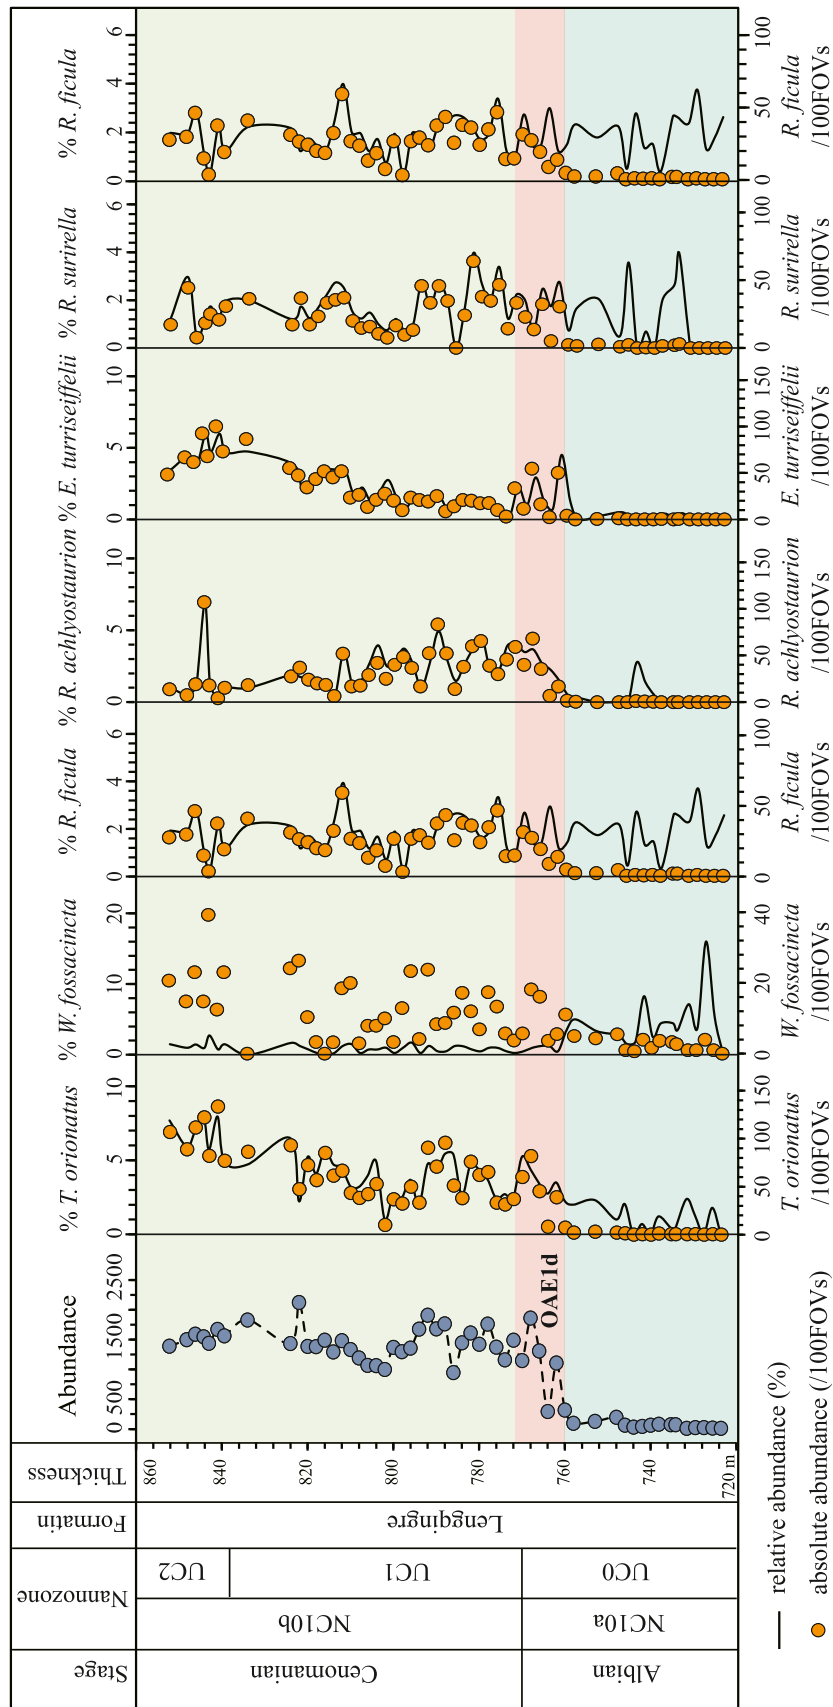 Stage
Nannozone
Formatin
Thickness
Abundance
% T. orionatus
% W. fossacincta
% R. ficula
% R. achlyostaurion
% E. turriseiffelii
% R. surirella
% R. ficula
0 500 1500 2500
0 5 10
0 10 20
0 2 4 6
0 5 10
0 5 10
0 2 4 6
0 2 4 6
Cenomanian
Albian
NC10b
NC10a
UC2
UC1
UC0
Lengqingre
860
840
820
800
780
760
740
720 m
OAE1d
0 50 100 150
0 20 40
0 50 100
0 50 100 150
0 50 100 150
0 50 100
0 50 100
T. orionatus
/100FOVs
W. fossacincta
/100FOVs
R. ficula
/100FOVs
R. achlyostaurion
/100FOVs
E. turriseiffelii
/100FOVs
R. surirella
/100FOVs
R. ficula
/100FOVs
relative abundance (%)
absolute abundance (/100FOVs)